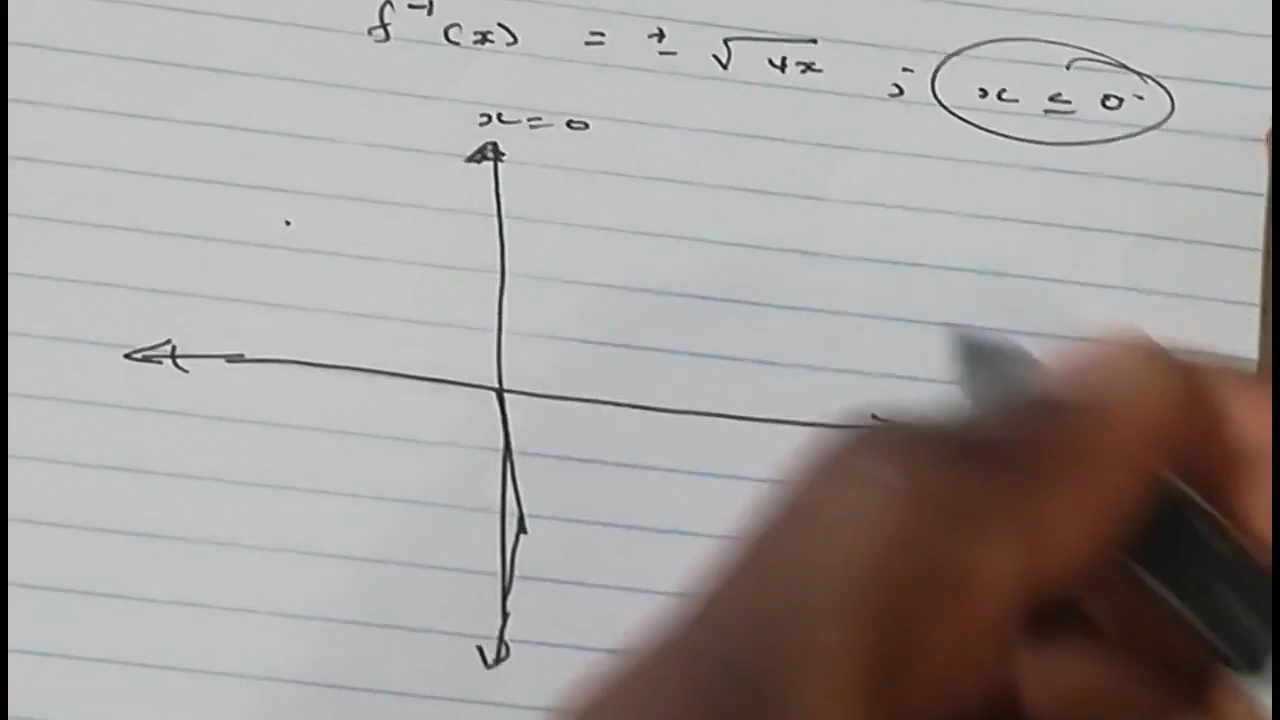 f⁻¹(x) = ± √4x ; x ≤ 0
x = 0